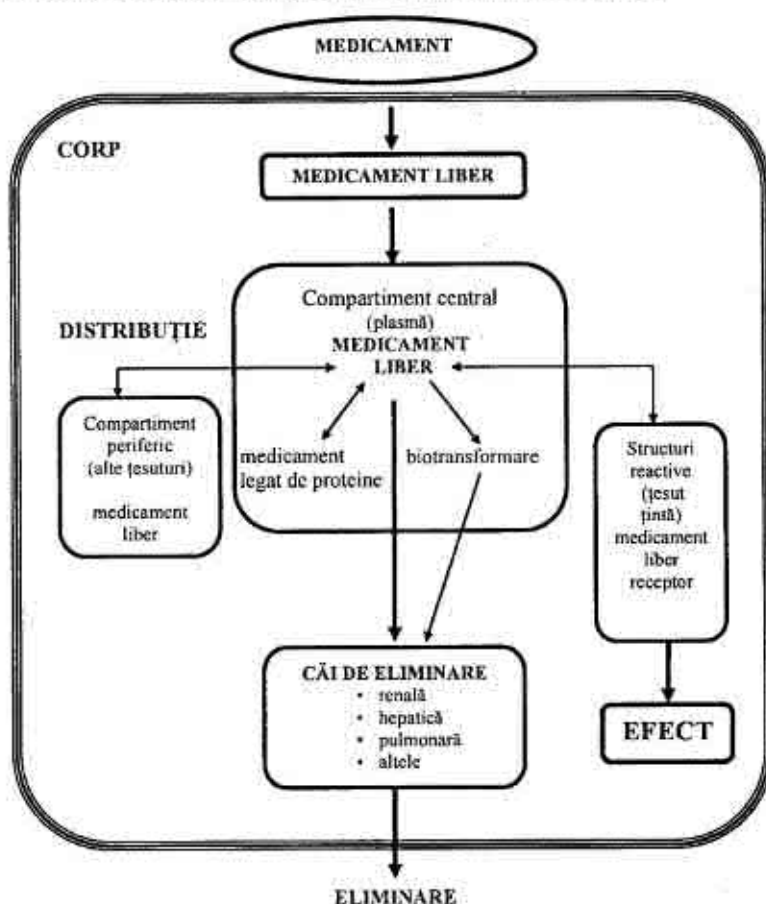 MEDICAMENT
CORP
MEDICAMENT LIBER
Compartiment central
(plasmă)
MEDICAMENT
LIBER
DISTRIBUȚIE
Compartiment
periferic
(alte țesuturi)
medicament
liber
medicament
legat de proteine
biotransformare
Structuri
reactive
(țesut
țintă)
medicament
liber
receptor
CĂI DE ELIMINARE
• renală
• hepatică
• pulmonară
• altele
EFECT
ELIMINARE